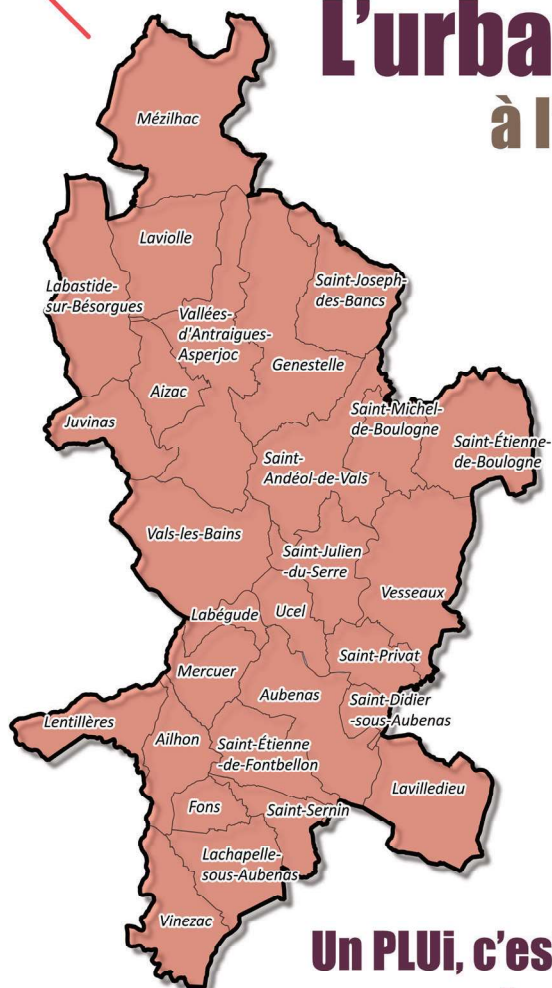 L'urba
à l
Mézilhac
Laviolle
Labastide-
sur-Bésorgues
Saint-Joseph-
des-Bancs
Vallées-
d'Antraigues-
Asperjoc
Genestelle
Aizac
Juvinas
Saint-Michel-
de-Boulogne
Saint-Étienne-
de-Boulogne
Saint-
Andéol-de-Vals
Vals-les-Bains
Saint-Julien
-du-Serre
Vesseaux
Labégude
Ucel
Saint-Privat
Mercuer
Aubenas
Saint-Didier
-sous-Aubenas
Lentillères
Ailhon
Saint-Étienne
-de-Fontbellon
Lavilledieu
Fons
Saint-Sernin
Lachapelle-
sous-Aubenas
Vinezac
Un PLUi, c'es